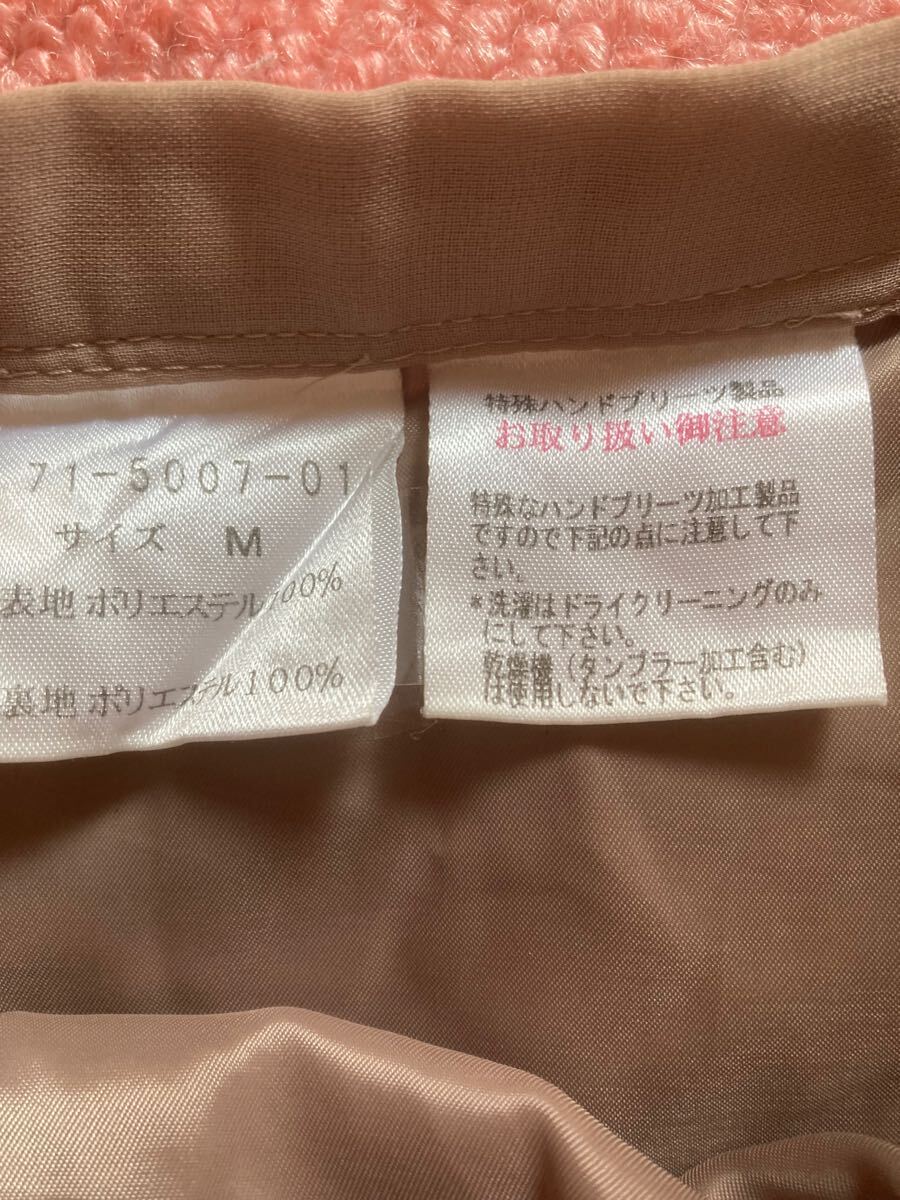 71-5007-01
サイズ M
表地 ポリエステル100%
裏地 ポリエステル100%
特殊ハンドプリーツ製品
お取り扱い御注意
特殊なハンドプリーツ加工製品
ですので下記の点に注意して下
さい。
*洗濯はドライクリーニングのみ
にして下さい。
乾燥機(タンブラー加工含む)
は使用しないで下さい。